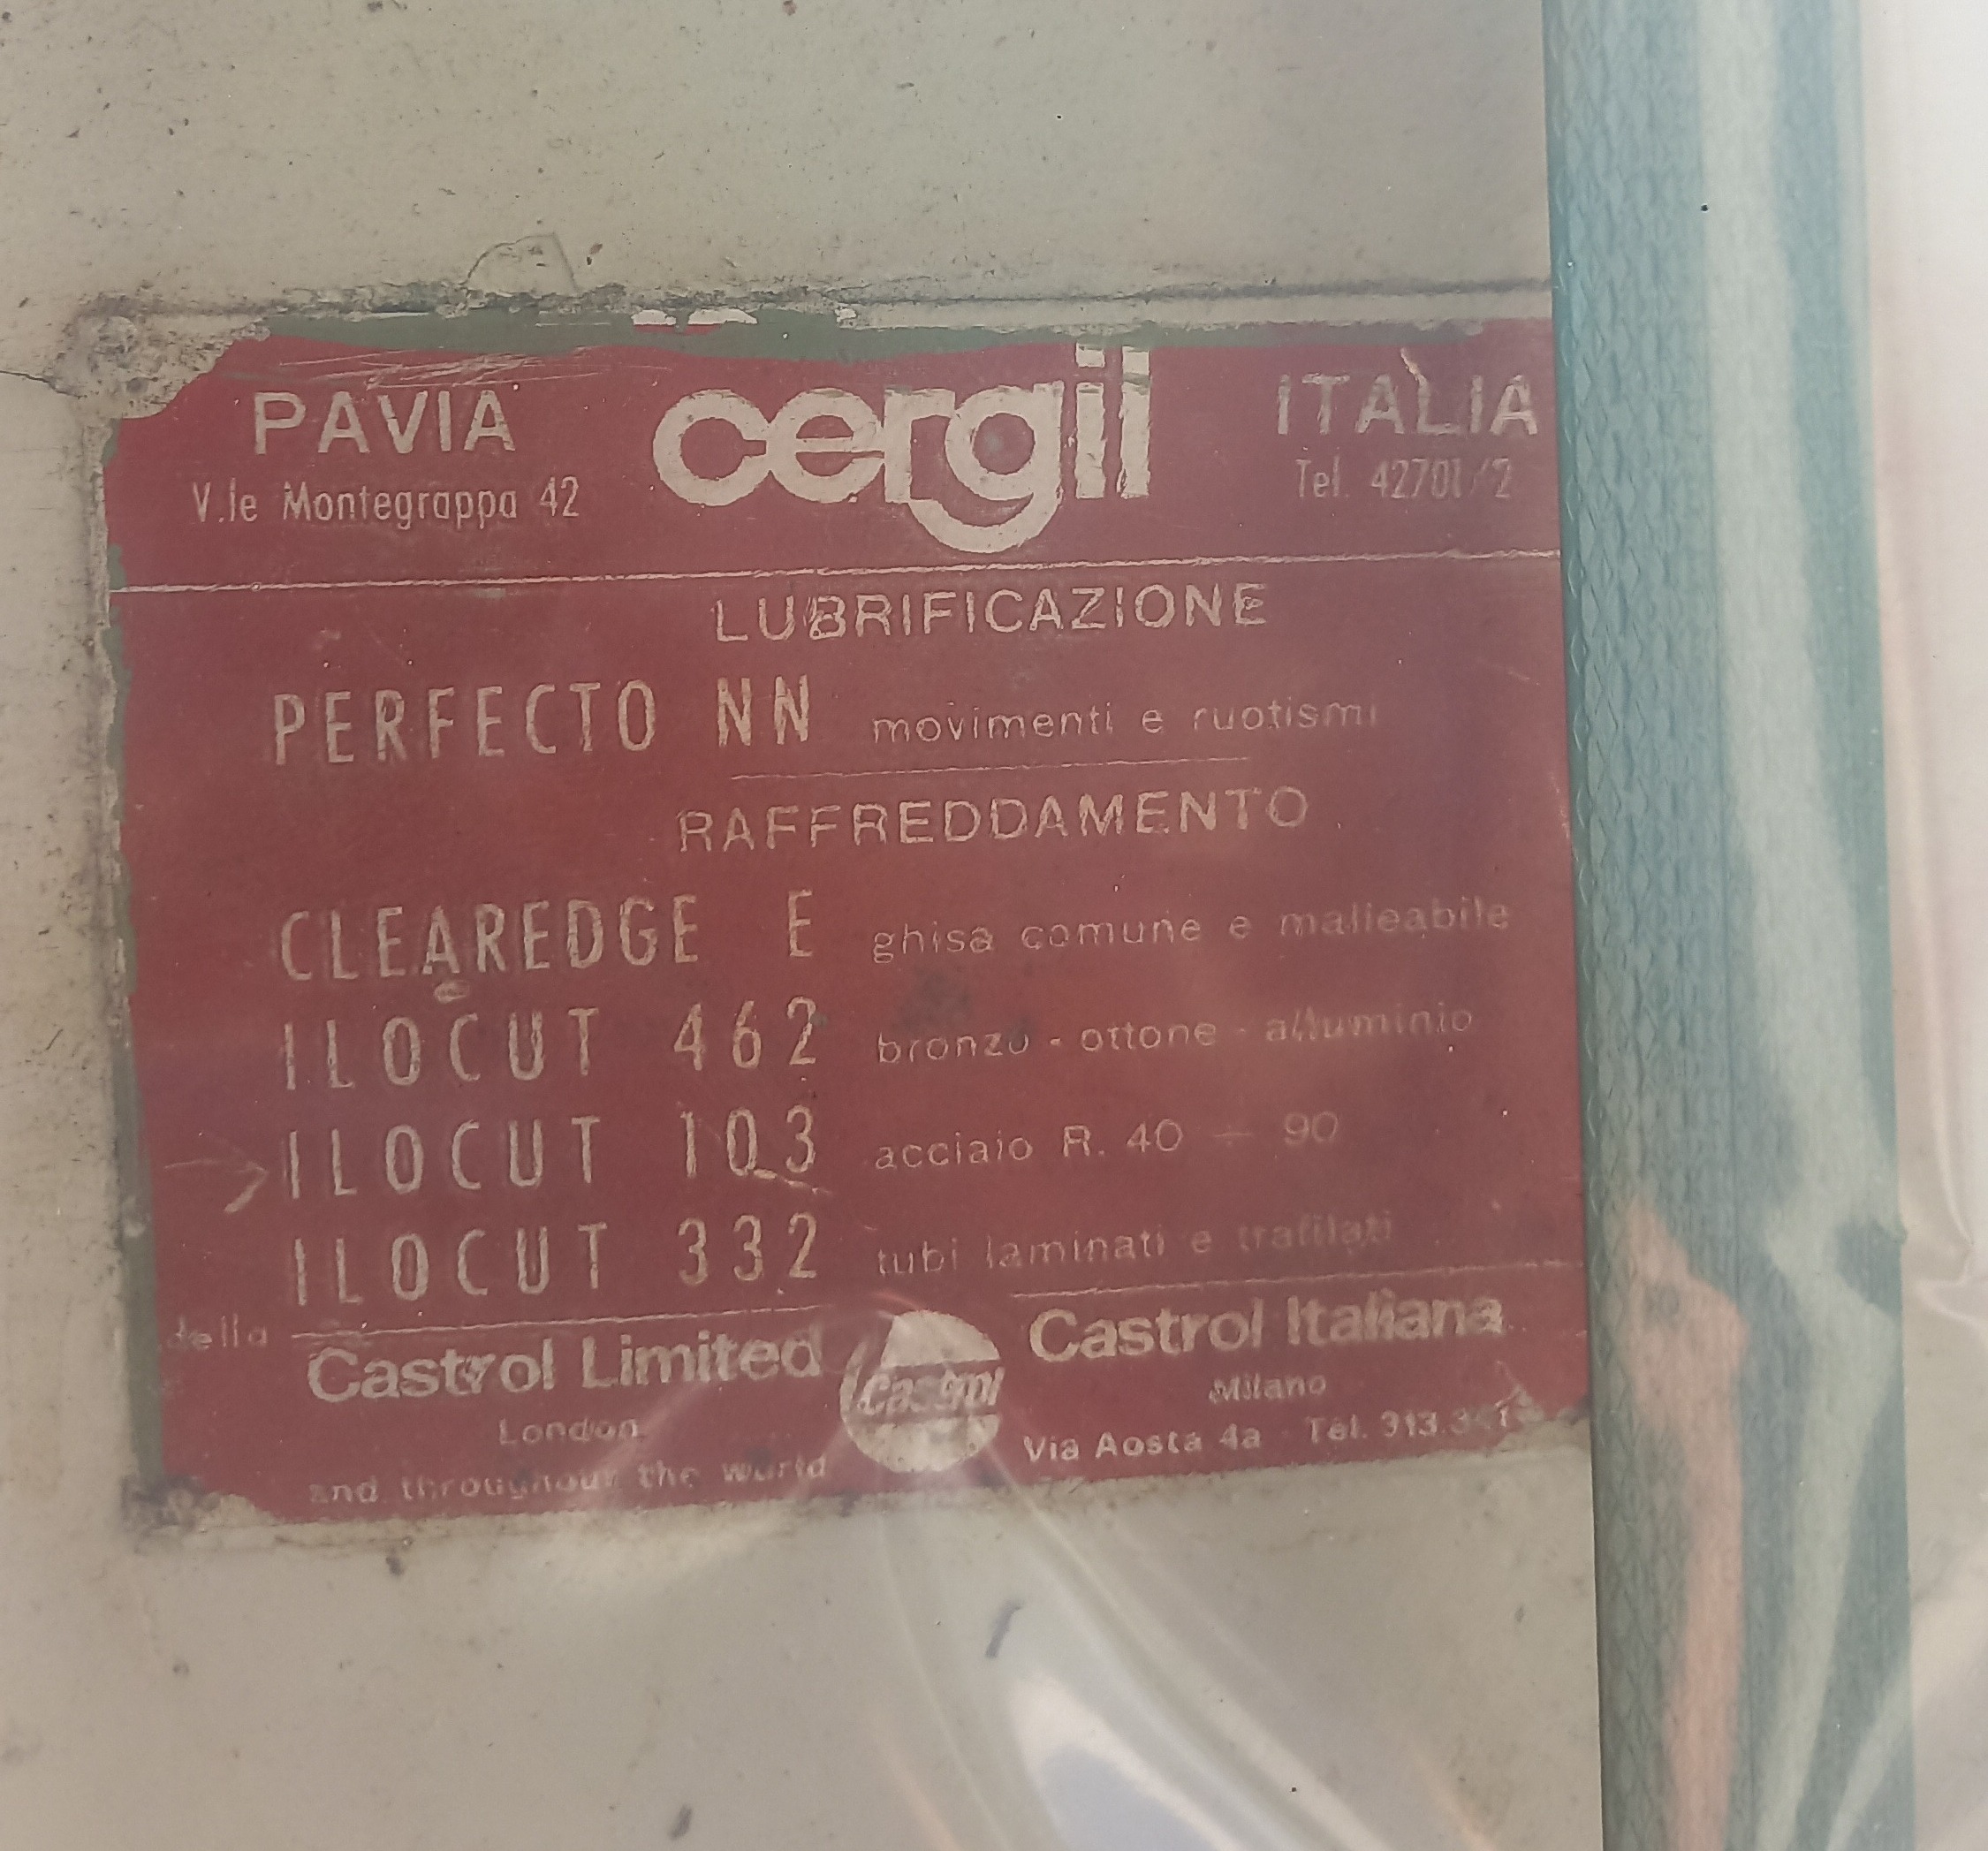 PAVIA cergil ITALIA
V.le Montegrappa 42 Tel. 42701/2
LUBRIFICAZIONE
PERFECTO NN movimenti e ruotismi
RAFFREDDAMENTO
CLEAREDGE E ghisa comune e malleabile
ILOCUT 462 bronzo - ottone - alluminio
ILOCUT 103 acciaio R. 40 ÷ 90
ILOCUT 332 tubi laminati e trafilati
della
Castrol Limited Castrol Castrol Italiana
London Milano
and throughout the world Via Aosta 4a Tel.